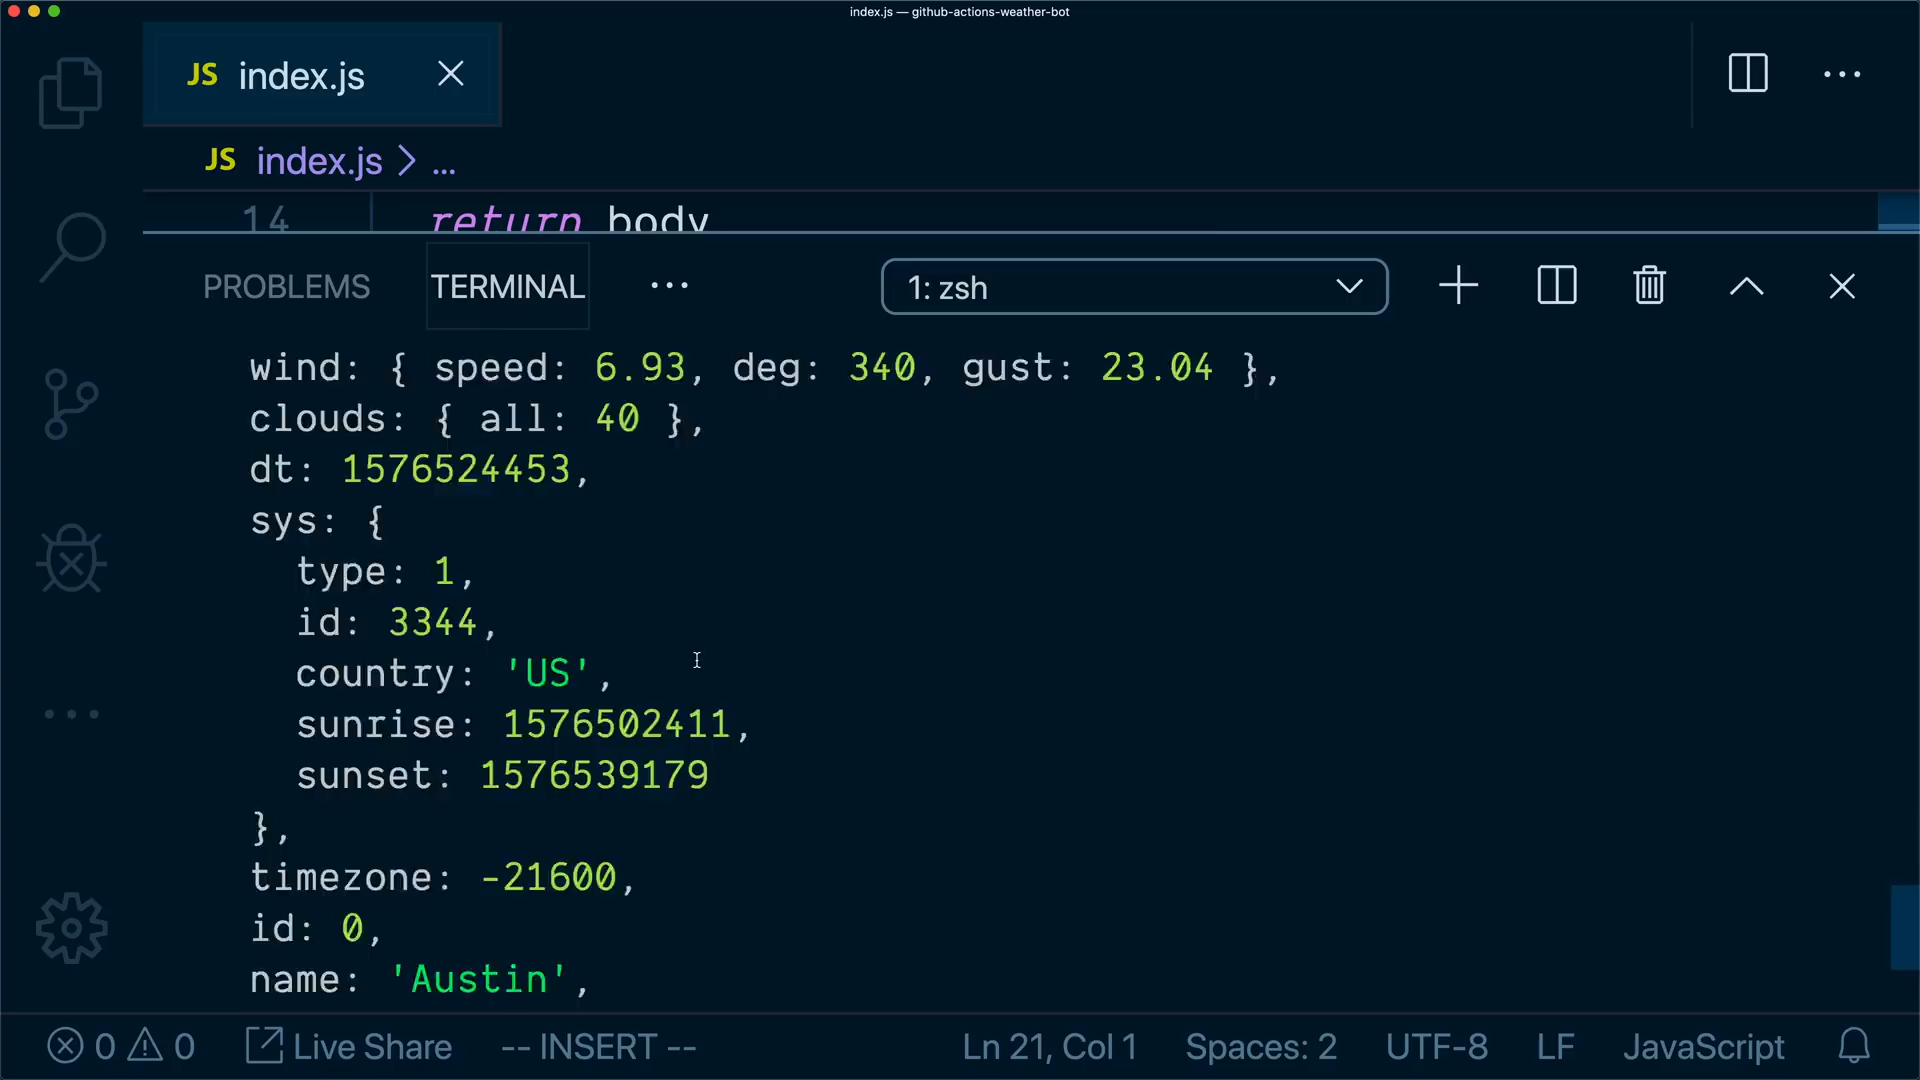 index.js — github-actions-weather-bot
JS index.js
JS index.js > ...
14 return body
PROBLEMS TERMINAL ... 1: zsh
wind: { speed: 6.93, deg: 340, gust: 23.04 },
clouds: { all: 40 },
dt: 1576524453,
sys: {
type: 1,
id: 3344,
country: 'US',
sunrise: 1576502411,
sunset: 1576539179
},
timezone: -21600,
id: 0,
name: 'Austin',
0 0 Live Share -- INSERT -- Ln 21, Col 1 Spaces: 2 UTF-8 LF JavaScript